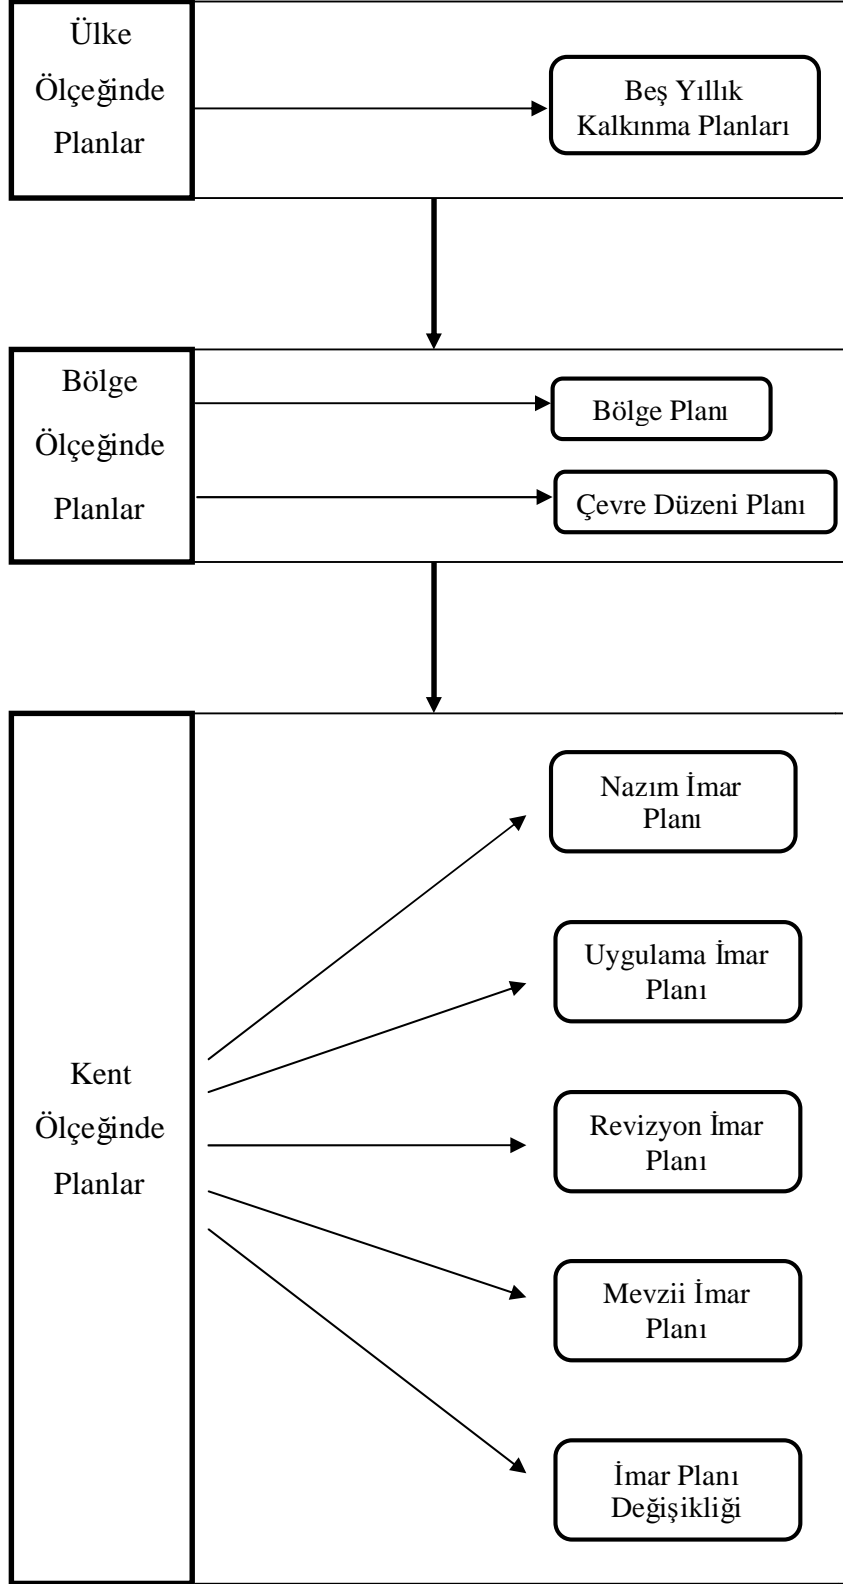 Ülke
Ölçeğinde
Planlar
Beş Yıllık
Kalkınma Planları
Bölge
Ölçeğinde
Planlar
Bölge Planı
Çevre Düzeni Planı
Kent
Ölçeğinde
Planlar
Nazım İmar
Planı
Uygulama İmar
Planı
Revizyon İmar
Planı
Mevzii İmar
Planı
İmar Planı
Değişikliği